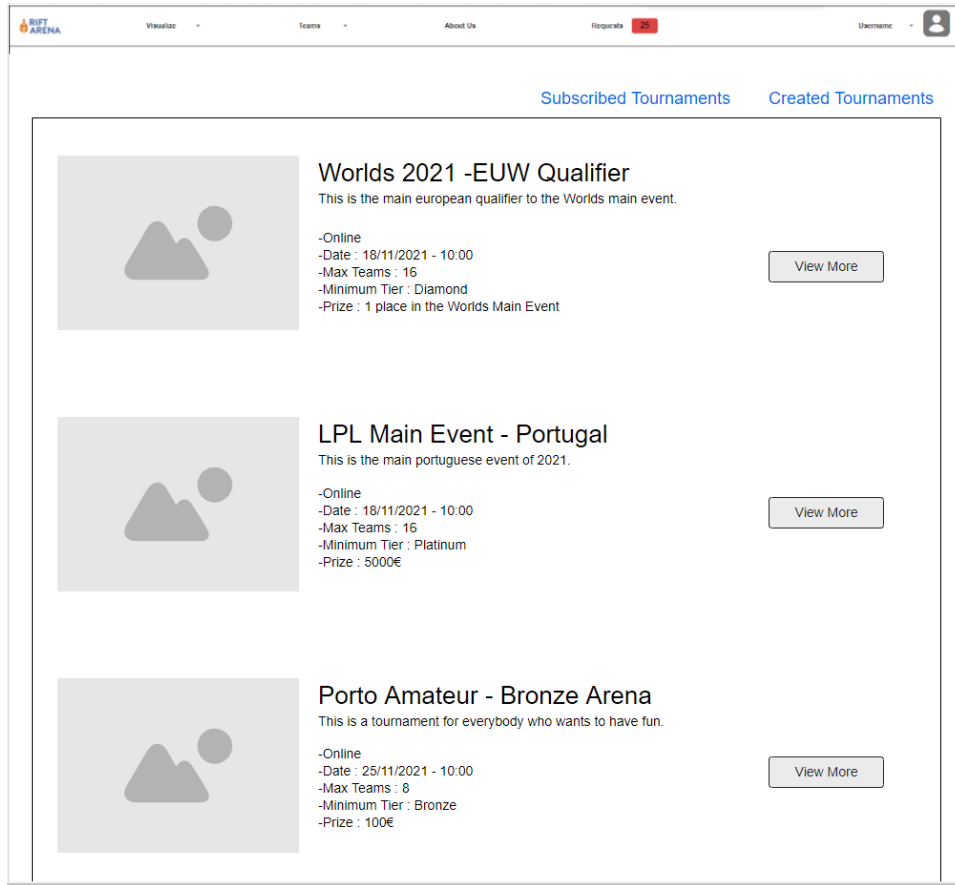 RIFT
ARENA
Visualize
Teams
About Us
Requests 25
Username
Subscribed Tournaments Created Tournaments
Worlds 2021 -EUW Qualifier
This is the main european qualifier to the Worlds main event.
-Online
-Date : 18/11/2021 - 10:00
-Max Teams : 16
-Minimum Tier : Diamond
-Prize : 1 place in the Worlds Main Event
View More
LPL Main Event - Portugal
This is the main portuguese event of 2021.
-Online
-Date : 18/11/2021 - 10:00
-Max Teams : 16
-Minimum Tier : Platinum
-Prize : 5000€
View More
Porto Amateur - Bronze Arena
This is a tournament for everybody who wants to have fun.
-Online
-Date : 25/11/2021 - 10:00
-Max Teams : 8
-Minimum Tier : Bronze
-Prize : 100€
View More